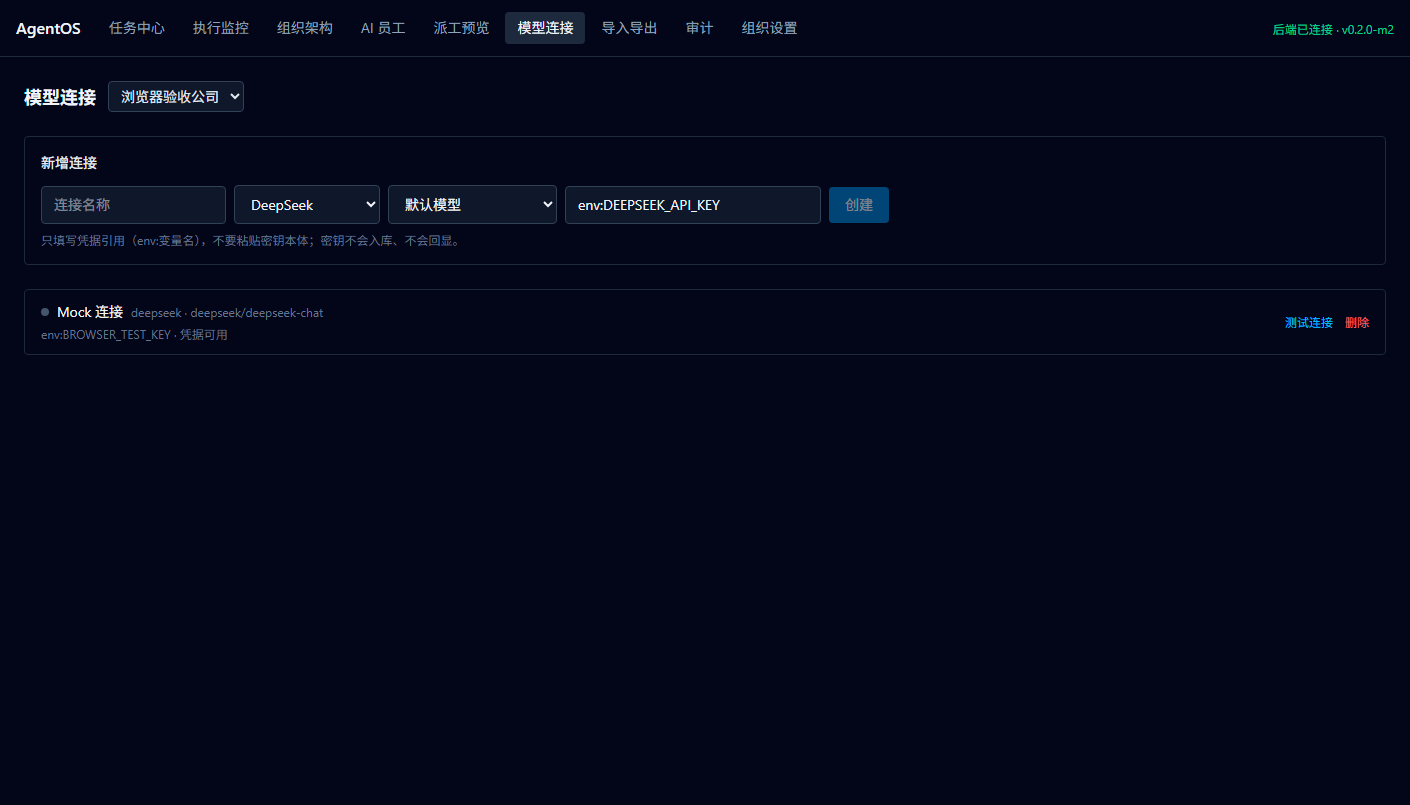 AgentOS 任务中心 执行监控 组织架构 AI 员工 派工预览 模型连接 导入导出 审计 组织设置 后端已连接 · v0.2.0-m2
模型连接 浏览器验收公司
新增连接
连接名称 DeepSeek 默认模型 env:DEEPSEEK_API_KEY 创建
只填写凭据引用（env:变量名），不要粘贴密钥本体；密钥不会入库、不会回显。
Mock 连接 deepseek · deepseek/deepseek-chat
env:BROWSER_TEST_KEY · 凭据可用
测试连接 删除